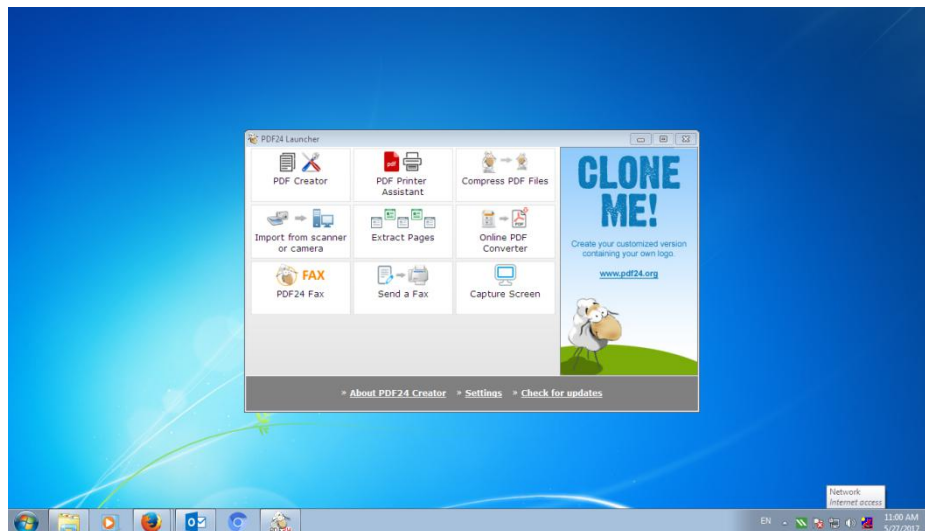 PDF24 Launcher
PDF Creator
PDF Printer
Assistant
Compress PDF Files
Import from scanner
or camera
Extract Pages
Online PDF
Converter
FAX
PDF24 Fax
Send a Fax
Capture Screen
CLONE
ME!
Create your customized version
containing your own logo.
www.pdf24.org
» About PDF24 Creator » Settings » Check for updates
Network
Internet access
EN
11:00 AM
5/27/2017